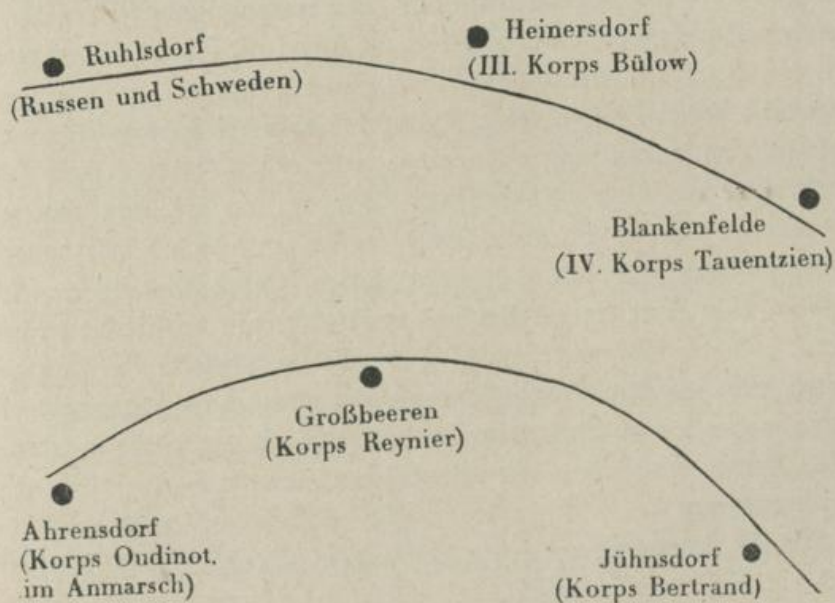 Ruhlsdorf
(Russen und Schweden)
Heinersdorf
(III. Korps Bülow)
Blankenfelde
(IV. Korps Tauentzien)
Großbeeren
(Korps Reynier)
Ahrensdorf
(Korps Oudinot.
im Anmarsch)
Jühnsdorf
(Korps Bertrand)